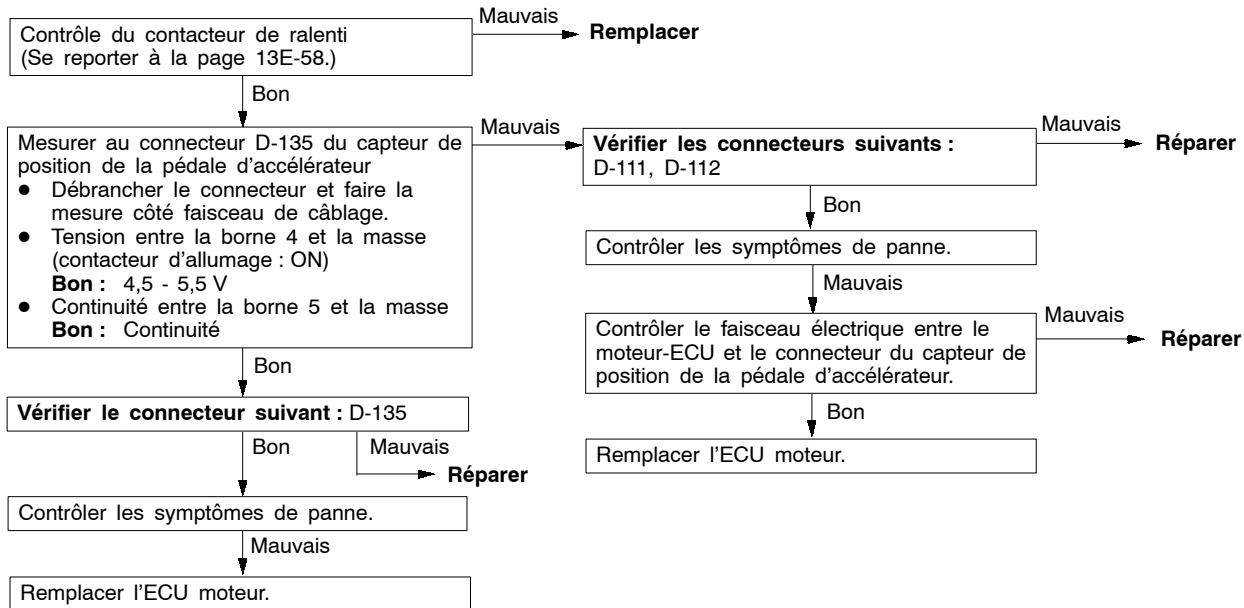 Contrôle du contacteur de ralenti
(Se reporter à la page 13E-58.)
Mauvais
Remplacer
Bon
Mesurer au connecteur D-135 du capteur de
position de la pédale d'accélérateur
● Débrancher le connecteur et faire la
mesure côté faisceau de câblage.
● Tension entre la borne 4 et la masse
(contacteur d'allumage : ON)
Bon : 4,5 - 5,5 V
● Continuité entre la borne 5 et la masse
Bon : Continuité
Mauvais
Bon
Vérifier le connecteur suivant : D-135
Bon
Mauvais
Réparer
Contrôler les symptômes de panne.
Mauvais
Remplacer l'ECU moteur.
Vérifier les connecteurs suivants :
D-111, D-112
Mauvais
Réparer
Bon
Contrôler les symptômes de panne.
Mauvais
Contrôler le faisceau électrique entre le
moteur-ECU et le connecteur du capteur de
position de la pédale d'accélérateur.
Mauvais
Réparer
Bon
Remplacer l'ECU moteur.